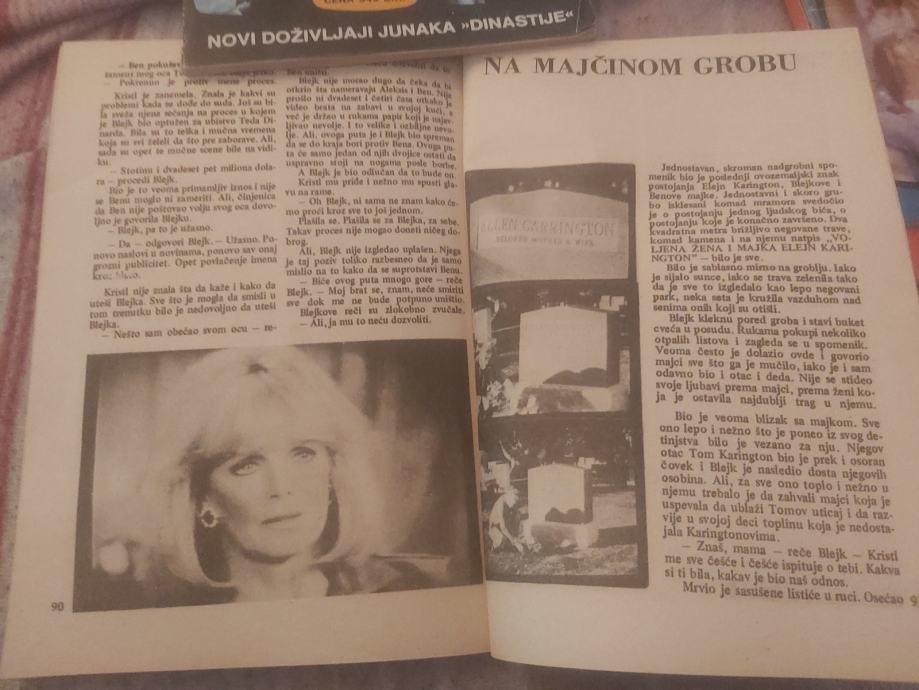 NOVI DOŽIVLJAJI JUNAKA »DINASTIJE«
— Pokrenuo je protiv mene proces.
Kristl je zanemela. Znala je kakvi su
problemi kada se dođe do suda. Još su bi-
la sveža njena sećanja na proces u kojem
je Blejk bio optužen za ubistvo Teda Di-
narda. Bila su to teška i mučna vremena
koja su svi želeli da što pre zaborave. Ali,
sada su opet te mučne scene bile na vidi-
ku.
— Stotinu i dvadeset pet miliona dola-
ra — procedi Blejk.
Bio je to veoma primamljiv iznos i nije
se Benu moglo ni zameriti. Ali, činjenica
da Ben nije poštovao volju svog oca dovo-
ljno je govorila Blejku.
— Blejk, pa to je užasno.
— Da — odgovori Blejk. — Užasno. Po-
novo naslovi u novinama, ponovo sav onaj
grozni publicitet. Opet povlačenje imena
kroz blato.
Kristl nije znala šta da kaže i kako da
uteši Blejka. Sve što je mogla da smisli u
tom trenutku bilo je nedovoljno da uteši
Blejka.
— Nešto sam obećao svom ocu — re-
Blejk nije morao dugo da čeka da bi
otkrio šta nameravaju Aleksis i Ben. Nije
prošlo ni dvadeset i četiri časa otkako je
video brata na zabavi u svojoj kući, a
već je držao u rukama papir koji je najav-
ljivao nevolje. I to velike i ozbiljne nevo-
lje. Ali, ovoga puta je i Blejk bio spreman
da se do kraja bori protiv Bena. Ovoga pu-
ta će samo jedan od njih dvojice ostati da
uspravno stoji na nogama posle borbe.
A Blejk je bio odlučan da to bude on.
Kristl mu priđe i nežno mu spusti gla-
vu na rame.
— Oh Blejk, ni sama ne znam kako će-
mo proći kroz sve to još jednom.
Plašila se. Plašila se za Blejka, za sebe.
Takav proces nije mogao doneti ničeg do-
brog.
Ali, Blejk nije izgledao uplašen. Njega
je taj poziv toliko razbesneo da je samo
mislio na to kako da se suprotstavi Benu.
— Biće ovog puta mnogo gore — reče
Blejk. — Moj brat se, znam, neće smiriti
sve dok me ne bude potpuno uništio.
Blejkove reči su zlokobno zvučale.
— Ali, ja mu to neću dozvoliti.
90
NA MAJČINOM GROBU
ELLEN CARRINGTON
BELOVED MOTHER & WIFE
Jednostavan, skroman nadgrobni spo-
menik bio je poslednji ovozemaljski znak
postojanja Elejn Karington, Blejkove i
Benove majke. Jednostavni i skoro gru-
bo iklesani komad mramora svedočio
je o postojanju jednog ljudskog bića, o
postojanju koje je konačno završeno. Dva
kvadratna metra brižljivo negovane trave,
komad kamena i na njemu natpis „VO-
LJENA ŽENA I MAJKA ELEJN KARI-
NGTON” — bilo je sve.
Bilo je sablasno mirno na groblju. Iako
je sijalo sunce, iako se trava zelenila tako
da je sve to izgledalo kao lepo negovani
park, neka seta je kružila vazduhom nad
senima onih koji su otišli.
Blejk kleknu pored groba i stavi buket
cveća u posudu. Rukama pokupi nekoliko
otpalih listova i zagleda se u spomenik.
Veoma često je dolazio ovde i govorio
majci sve što ga je mučilo, iako je i sam
odavno bio i otac i deda. Nije se stideo
svoje ljubavi prema majci, prema ženi ko-
ja je ostavila najdublji trag u njemu.
Bio je veoma blizak sa majkom. Sve
ono lepo i nežno što je poneo iz svog de-
tinjstva bilo je vezano za nju. Njegov
otac Tom Karington bio je prek i osoran
čovek i Blejk je nasledio dosta njegovih
osobina. Ali, za sve ono toplo i nežno u
njemu trebalo je da zahvali majci koja je
uspevala da ublaži Tomov uticaj i da raz-
vije u svojoj deci toplinu koja je nedosta-
jala Karingtonovima.
— Znaš, mama — reče Blejk — Kristl
me sve češće i češće ispituje o tebi. Kakva
si ti bila, kakav je bio naš odnos.
Mrvio je sasušene listiće u ruci. Osećao